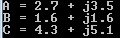 A = 2.7 + j3.5
B = 1.6 + j1.6
C = 4.3 + j5.1